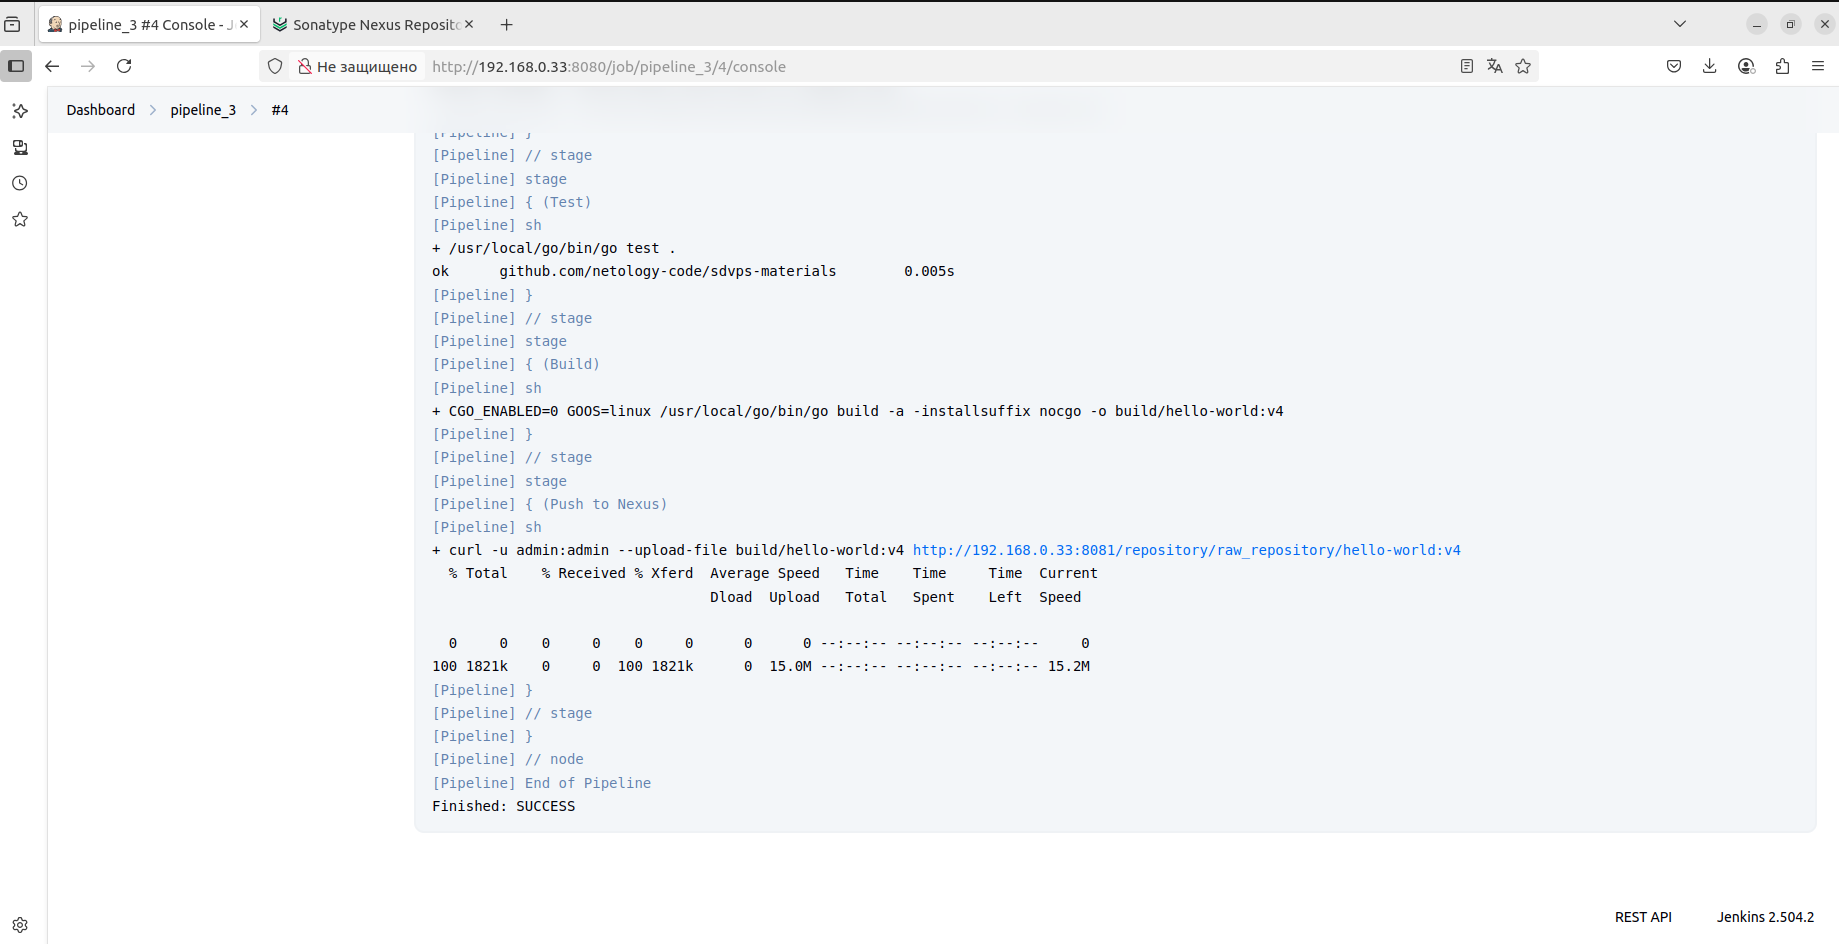 pipeline_3 #4 Console - J
Sonatype Nexus Reposito
Не защищено
http://192.168.0.33:8080/job/pipeline_3/4/console
Dashboard
pipeline_3
#4
[Pipeline] }
[Pipeline] // stage
[Pipeline] stage
[Pipeline] { (Test)
[Pipeline] sh
+ /usr/local/go/bin/go test .
ok      github.com/netology-code/sdvps-materials        0.005s
[Pipeline] }
[Pipeline] // stage
[Pipeline] stage
[Pipeline] { (Build)
[Pipeline] sh
+ CGO_ENABLED=0 GOOS=linux /usr/local/go/bin/go build -a -installsuffix nocgo -o build/hello-world:v4
[Pipeline] }
[Pipeline] // stage
[Pipeline] stage
[Pipeline] { (Push to Nexus)
[Pipeline] sh
+ curl -u admin:admin --upload-file build/hello-world:v4 http://192.168.0.33:8081/repository/raw_repository/hello-world:v4
  % Total    % Received % Xferd  Average Speed   Time    Time     Time  Current
                                 Dload  Upload   Total   Spent    Left  Speed
  0     0    0     0    0     0      0      0 --:--:-- --:--:-- --:--:--     0
100 1821k    0     0  100 1821k      0  15.0M --:--:-- --:--:-- --:--:-- 15.2M
[Pipeline] }
[Pipeline] // stage
[Pipeline] }
[Pipeline] // node
[Pipeline] End of Pipeline
Finished: SUCCESS
REST API
Jenkins 2.504.2